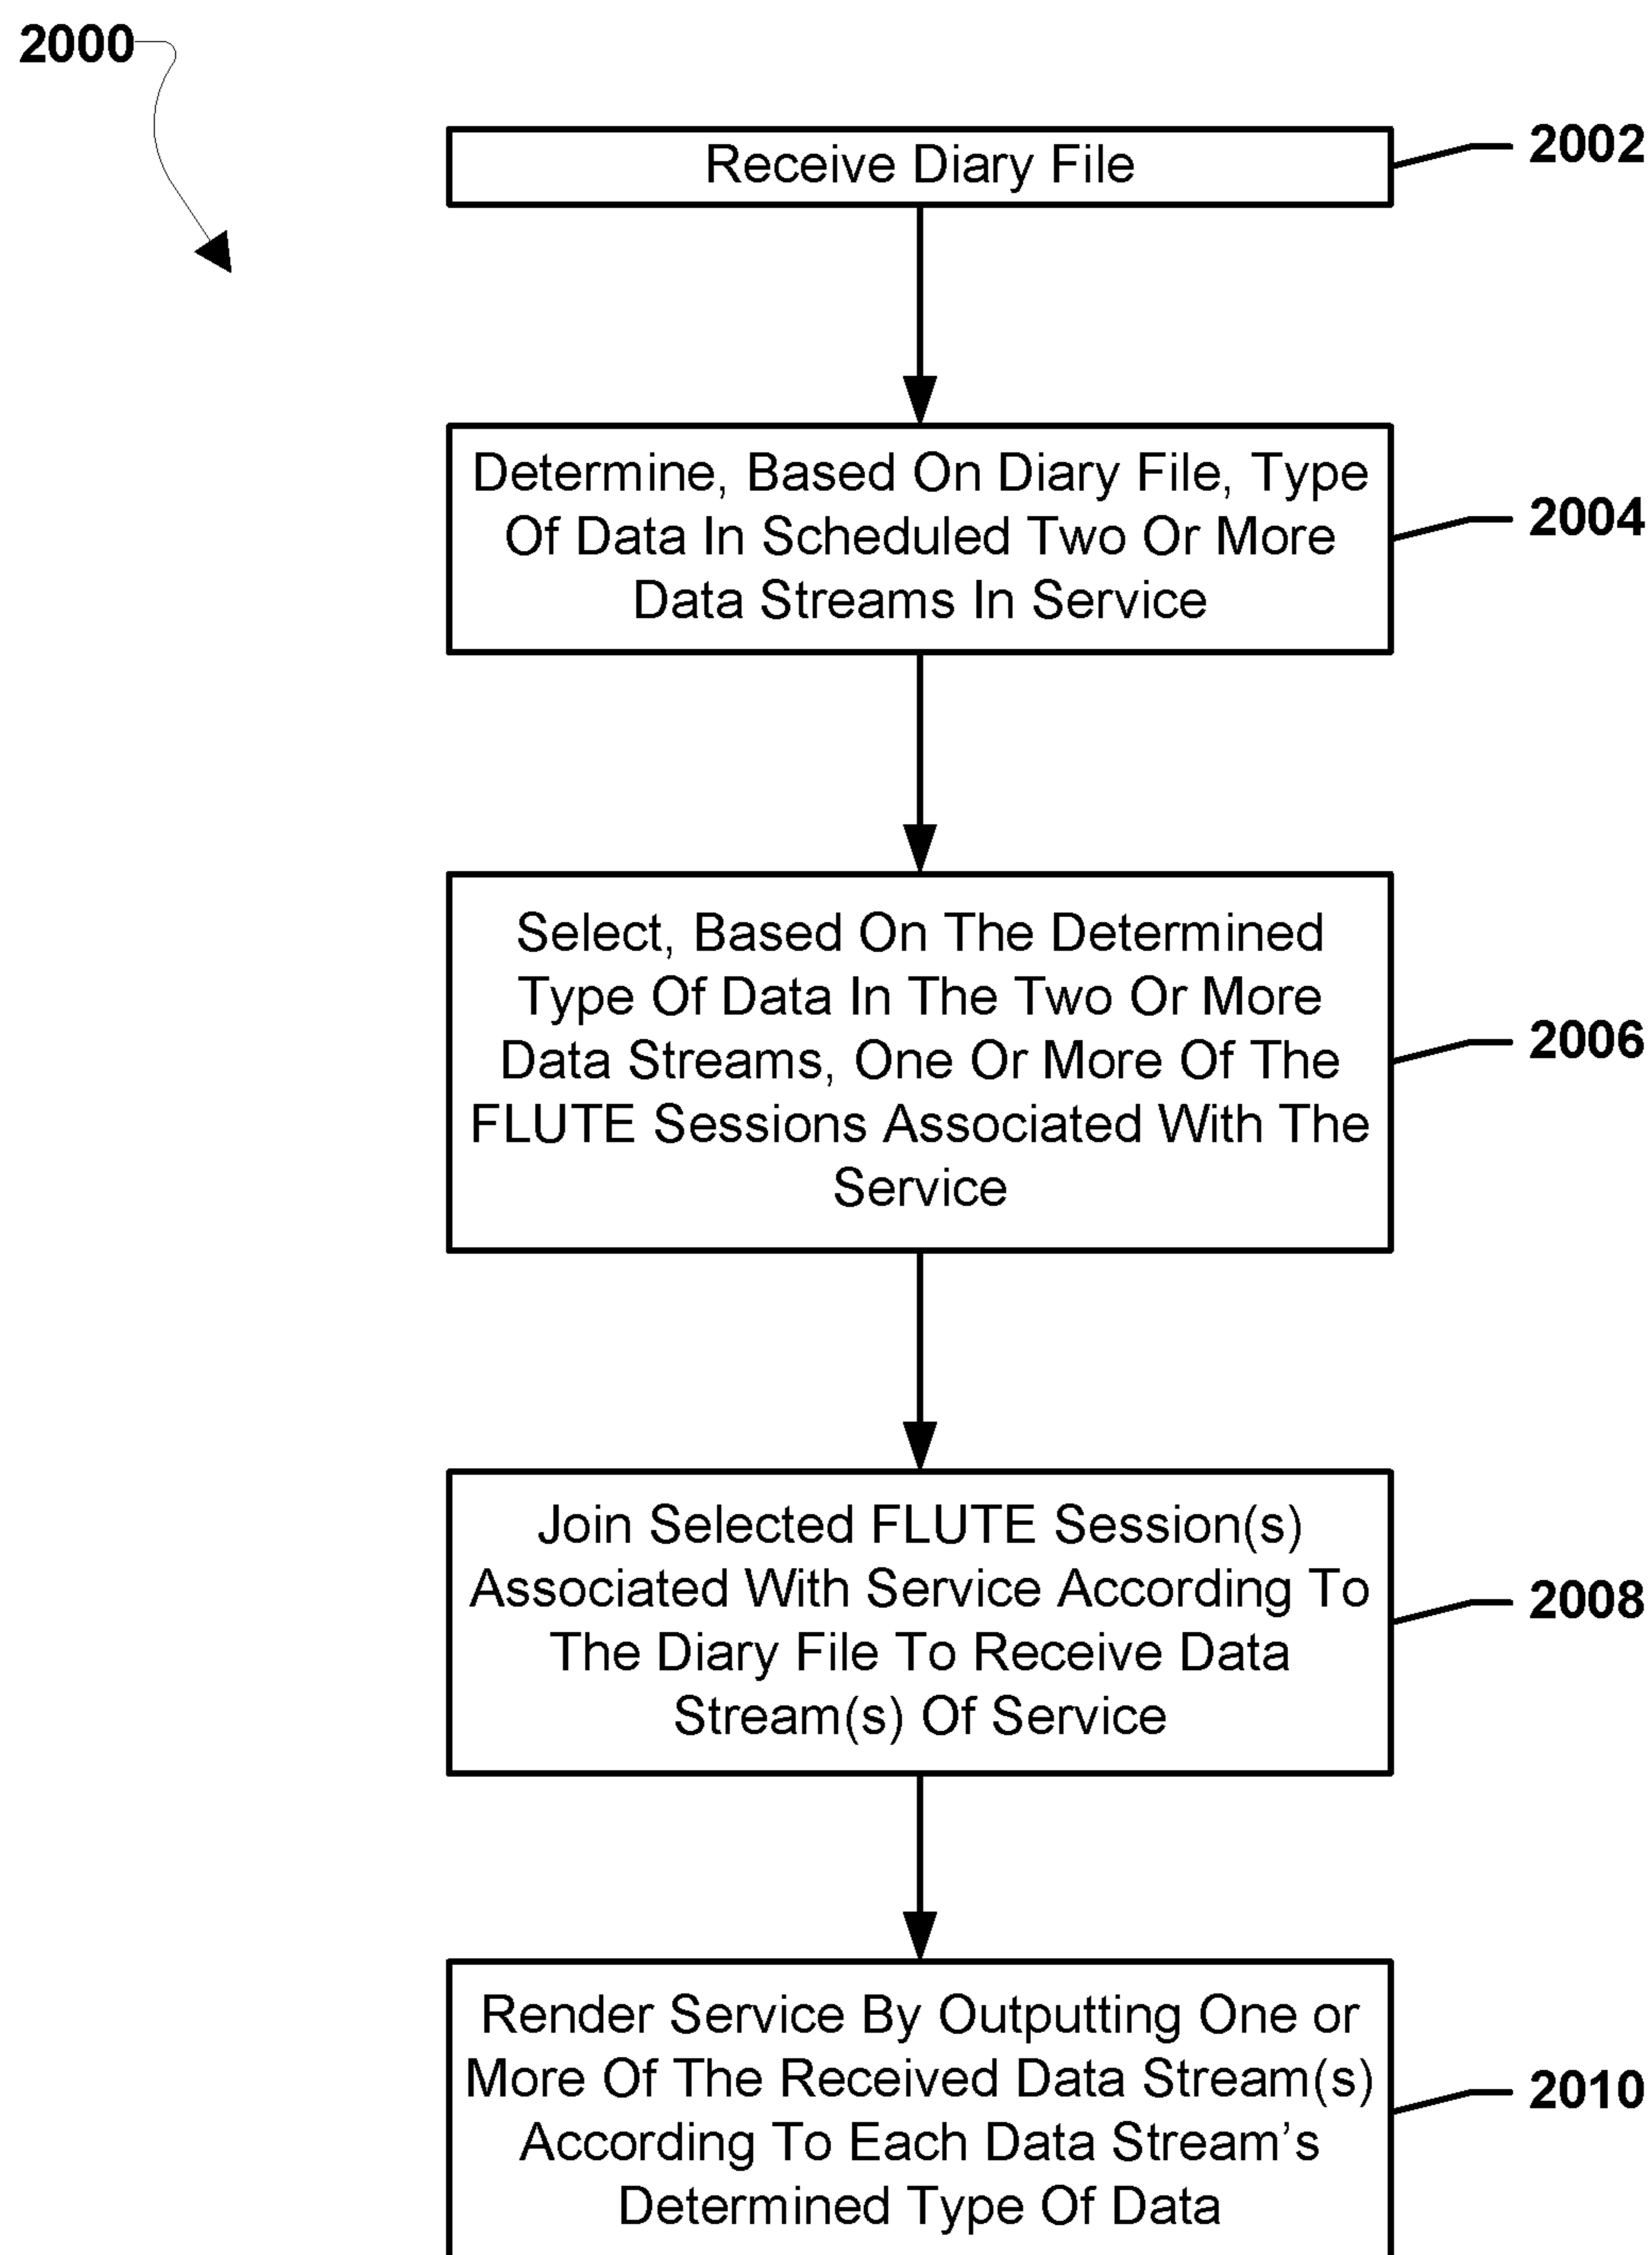 2000
Receive Diary File
2002
Determine, Based On Diary File, Type
Of Data In Scheduled Two Or More
Data Streams In Service
2004
Select, Based On The Determined
Type Of Data In The Two Or More
Data Streams, One Or More Of The
FLUTE Sessions Associated With The
Service
2006
Join Selected FLUTE Session(s)
Associated With Service According To
The Diary File To Receive Data
Stream(s) Of Service
2008
Render Service By Outputting One or
More Of The Received Data Stream(s)
According To Each Data Stream’s
Determined Type Of Data
2010